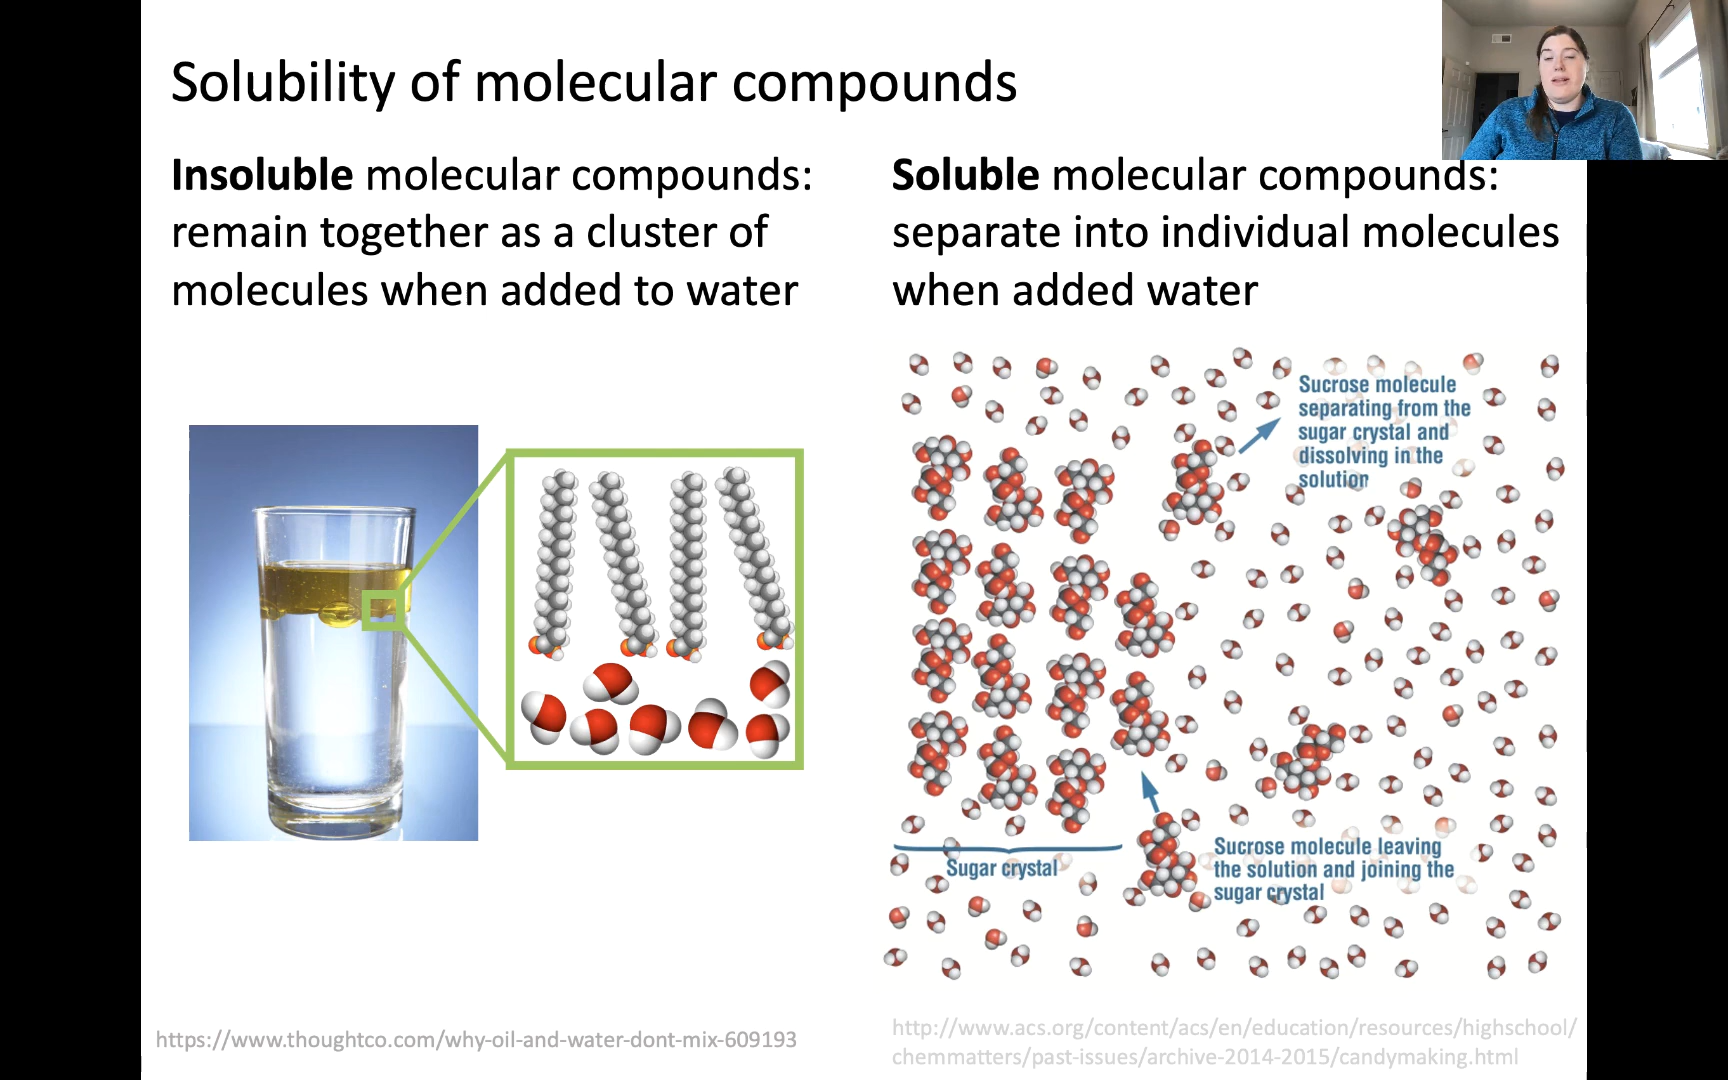 Solubility of molecular compounds
Insoluble molecular compounds:
remain together as a cluster of
molecules when added to water
Soluble molecular compounds:
separate into individual molecules
when added water
Sucrose molecule
separating from the
sugar crystal and
dissolving in the
solution
Sugar crystal
Sucrose molecule leaving
the solution and joining the
sugar crystal
https://www.thoughtco.com/why-oil-and-water-dont-mix-609193
http://www.acs.org/content/acs/en/education/resources/highschool/
chemmatters/past-issues/archive-2014-2015/candymaking.html